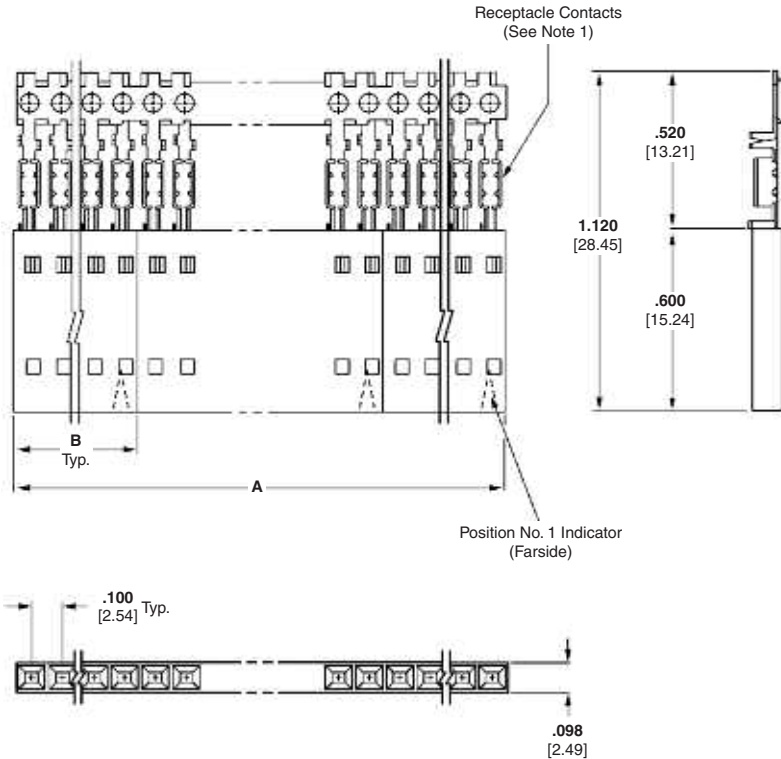 Receptacle Contacts
(See Note 1)
.520
[13.21]
1.120
[28.45]
.600
[15.24]
B
Typ.
A
Position No. 1 Indicator
(Farside)
.100
[2.54] Typ.
.098
[2.49]